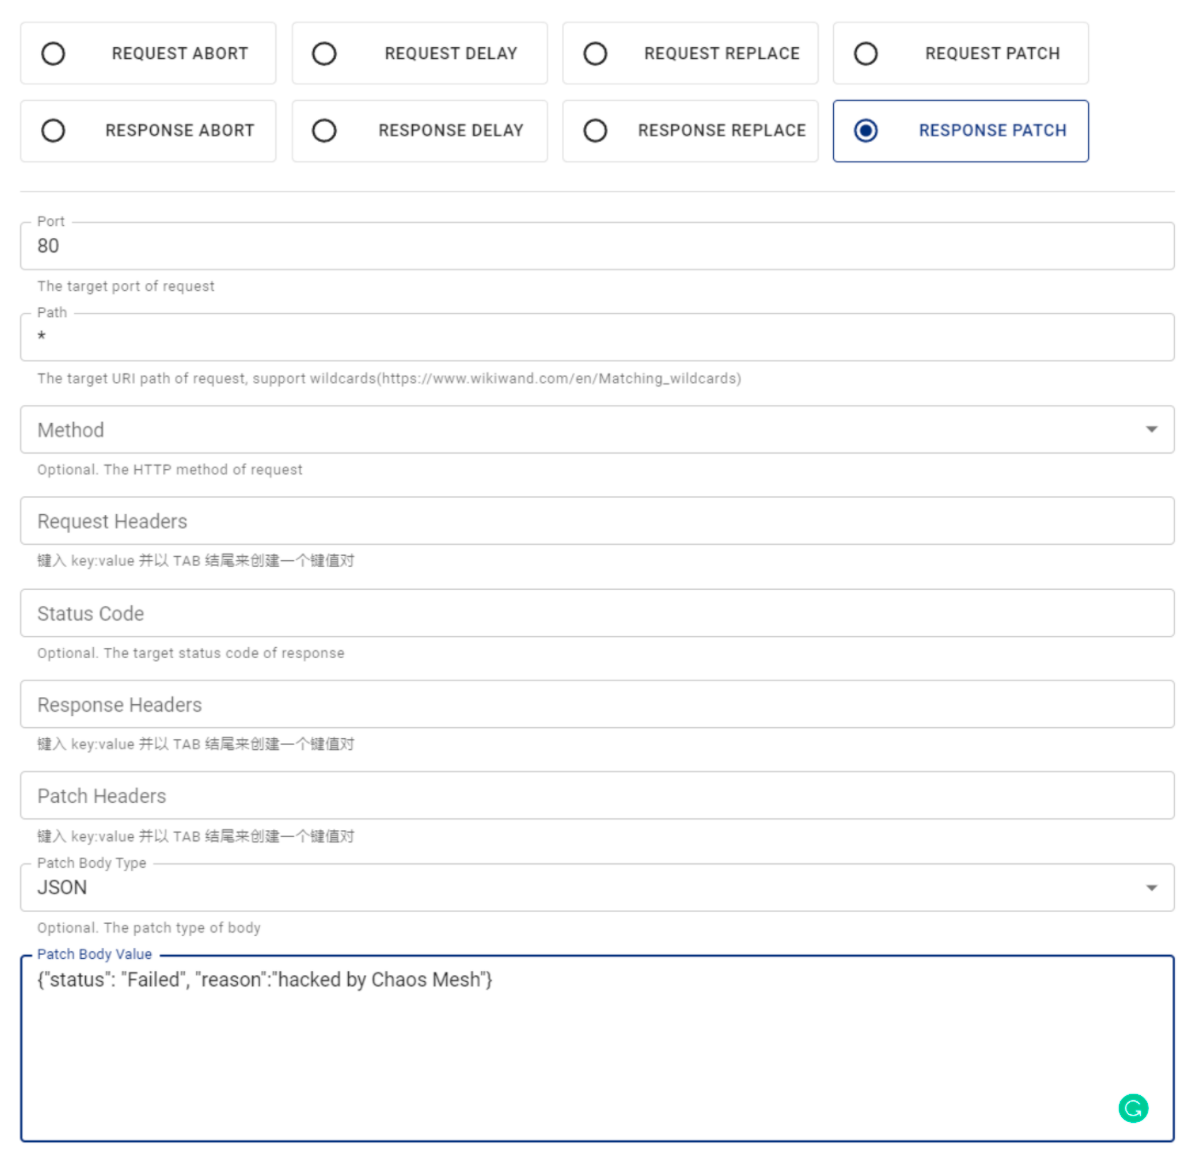 REQUEST ABORT
REQUEST DELAY
REQUEST REPLACE
REQUEST PATCH
RESPONSE ABORT
RESPONSE DELAY
RESPONSE REPLACE
RESPONSE PATCH
Port
80
The target port of request
Path
*
The target URI path of request, support wildcards(https://www.wikiwand.com/en/Matching_wildcards)
Method
Optional. The HTTP method of request
Request Headers
键入 key:value 并以 TAB 结尾来创建一个键值对
Status Code
Optional. The target status code of response
Response Headers
键入 key:value 并以 TAB 结尾来创建一个键值对
Patch Headers
键入 key:value 并以 TAB 结尾来创建一个键值对
Patch Body Type
JSON
Optional. The patch type of body
Patch Body Value
{"status": "Failed", "reason":"hacked by Chaos Mesh"}